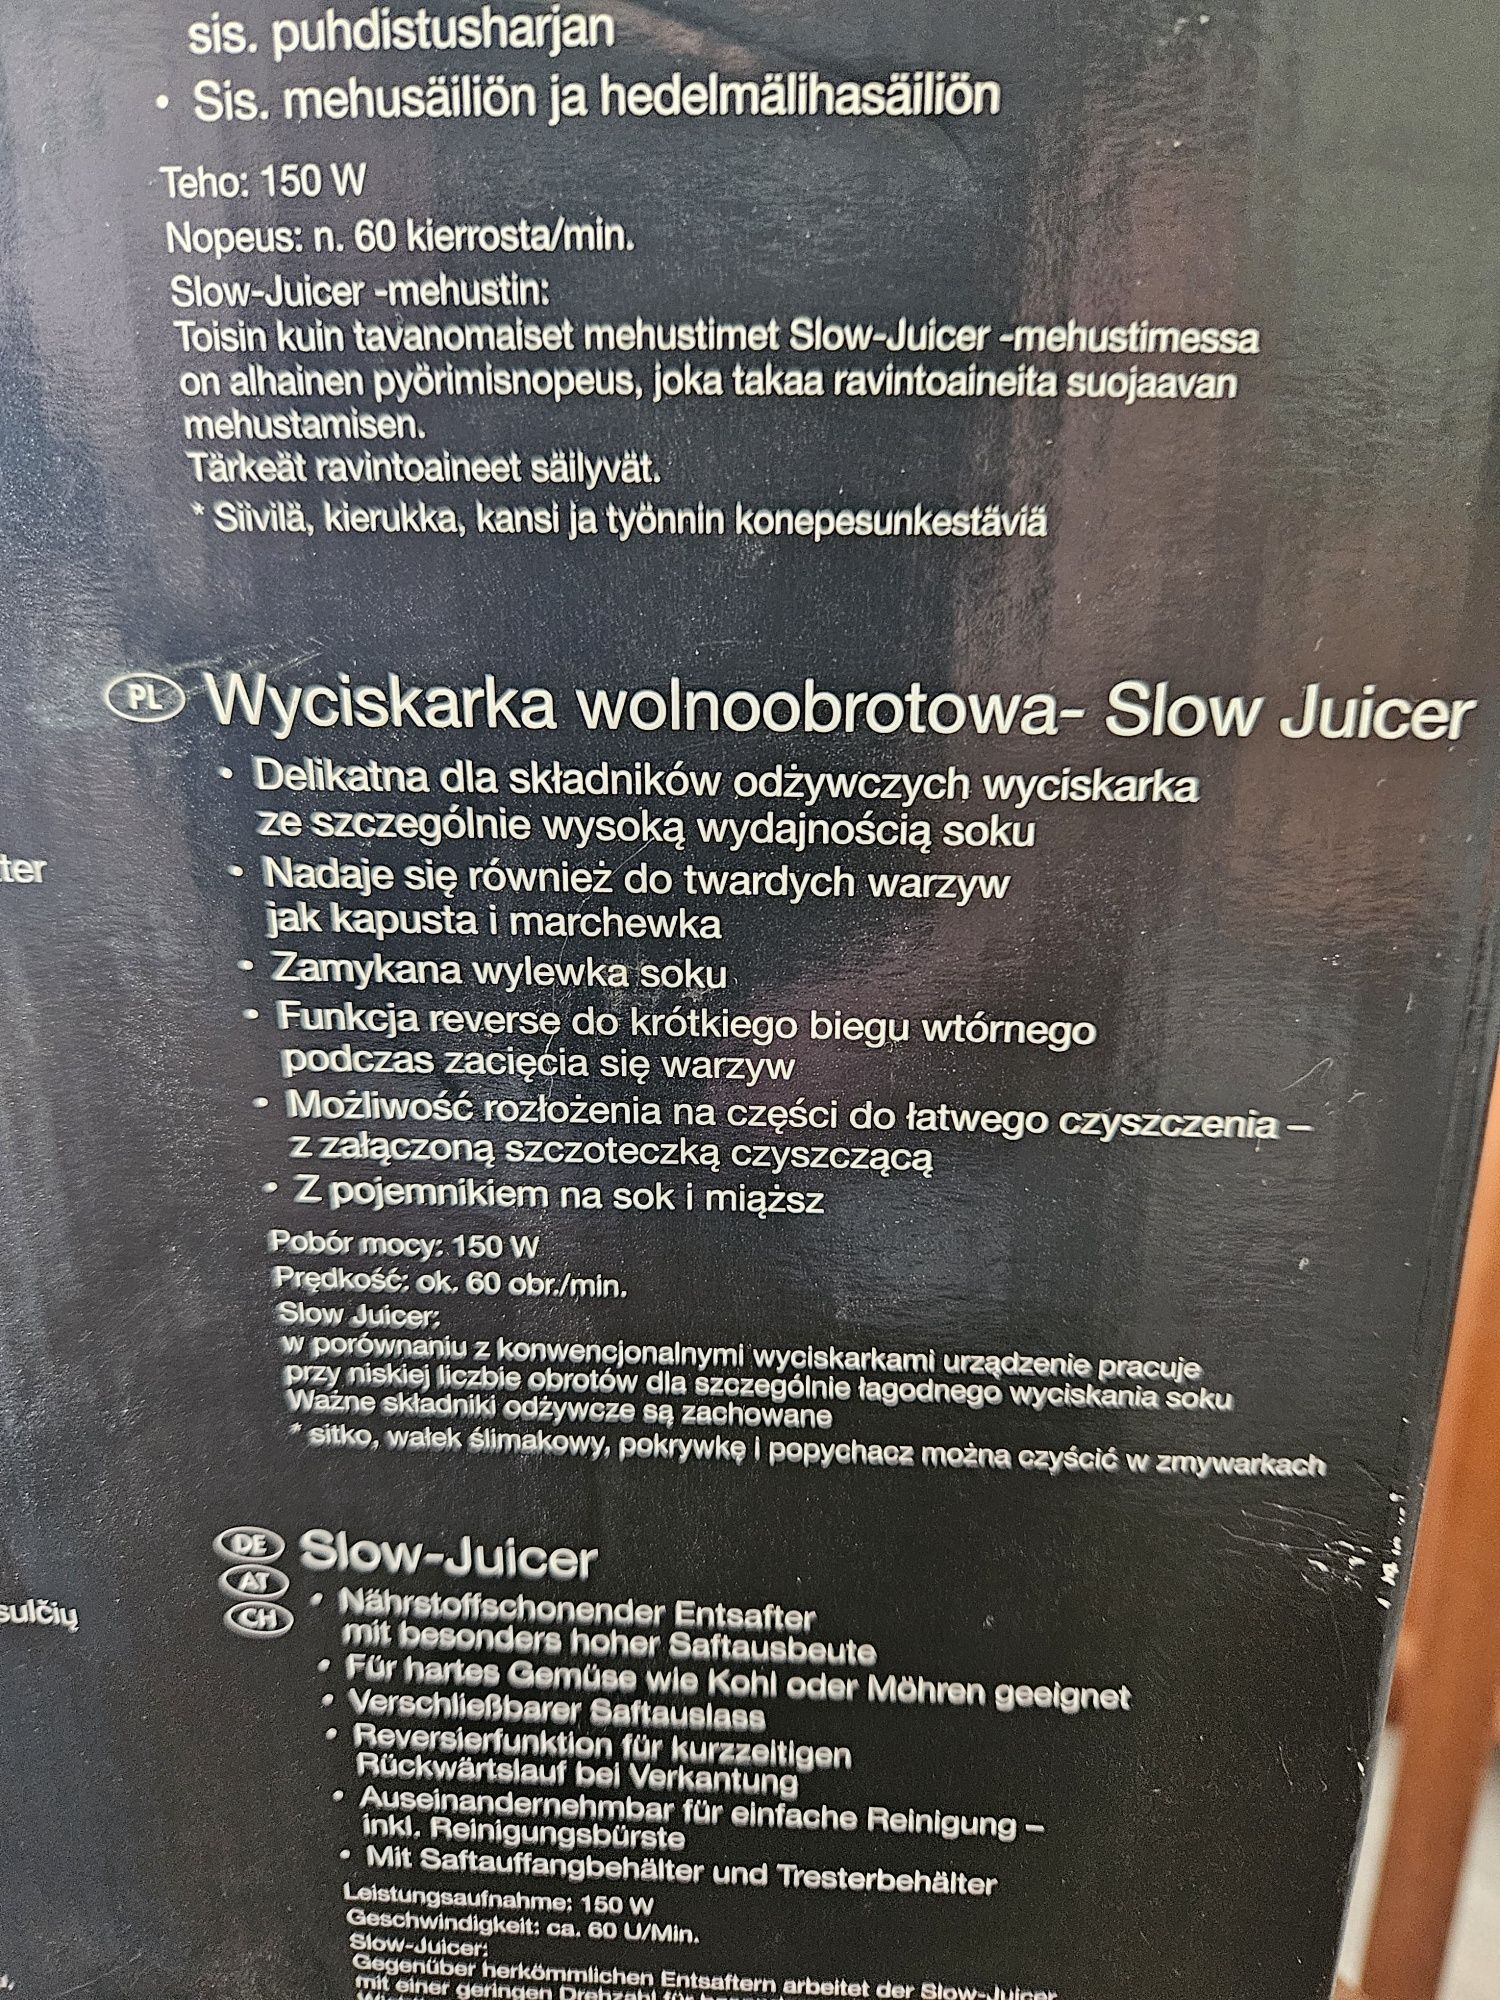 sis. puhdistusharjan
• Sis. mehusäiliön ja hedelmälihasäiliön
Teho: 150 W
Nopeus: n. 60 kierrosta/min.
Slow-Juicer -mehustin:
Toisin kuin tavanomaiset mehustimet Slow-Juicer -mehustimessa
on alhainen pyörimisnopeus, joka takaa ravintoaineita suojaavan
mehustamisen.
Tärkeät ravintoaineet säilyvät.
* Siivilä, kierukka, kansi ja työnnin konepesunkestäviä
PL Wyciskarka wolnoobrotowa- Slow Juicer
• Delikatna dla składników odżywczych wyciskarka
ze szczególnie wysoką wydajnością soku
• Nadaje się również do twardych warzyw
jak kapusta i marchewka
• Zamykana wylewka soku
• Funkcja reverse do krótkiego biegu wtórnego
podczas zacięcia się warzyw
• Możliwość rozłożenia na części do łatwego czyszczenia –
z załączoną szczoteczką czyszczącą
• Z pojemnikiem na sok i miąższ
Pobór mocy: 150 W
Prędkość: ok. 60 obr./min.
Slow Juicer:
w porównaniu z konwencjonalnymi wyciskarkami urządzenie pracuje
przy niskiej liczbie obrotów dla szczególnie łagodnego wyciskania soku
Ważne składniki odżywcze są zachowane
* sitko, wałek ślimakowy, pokrywkę i popychacz można czyścić w zmywarkach
ter
sulčių
DE AT CH Slow-Juicer
• Nährstoffschonender Entsafter
mit besonders hoher Saftausbeute
• Für hartes Gemüse wie Kohl oder Möhren geeignet
• Verschließbarer Saftauslass
• Reversierfunktion für kurzzeitigen
Rückwärtslauf bei Verkantung
• Auseinandernehmbar für einfache Reinigung –
inkl. Reinigungsbürste
• Mit Saftauffangbehälter und Tresterbehälter
Leistungsaufnahme: 150 W
Geschwindigkeit: ca. 60 U/Min.
Slow-Juicer:
Gegenüber herkömmlichen Entsaftern arbeitet der Slow-Juicer
mit einer geringen Drehzahl für